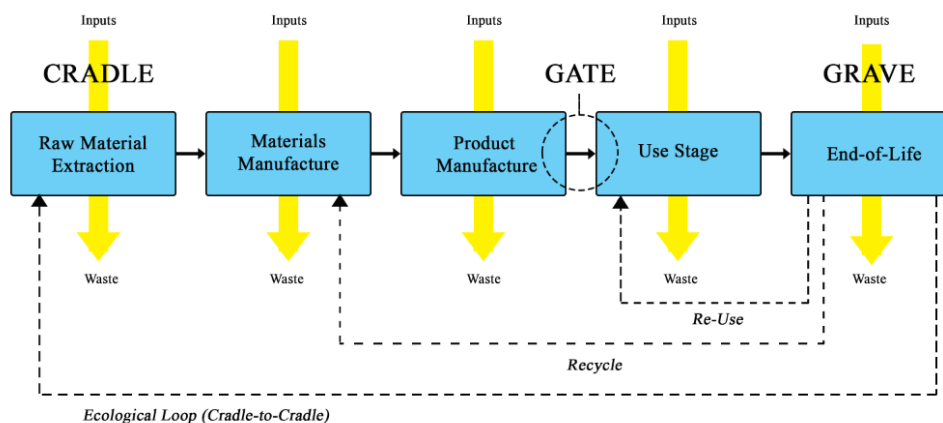 Inputs
Inputs
Inputs
Inputs
Inputs
CRADLE
GATE
GRAVE
Raw Material
Extraction
Materials
Manufacture
Product
Manufacture
Use Stage
End-of-Life
Waste
Waste
Waste
Waste
Waste
Re-Use
Recycle
Ecological Loop (Cradle-to-Cradle)